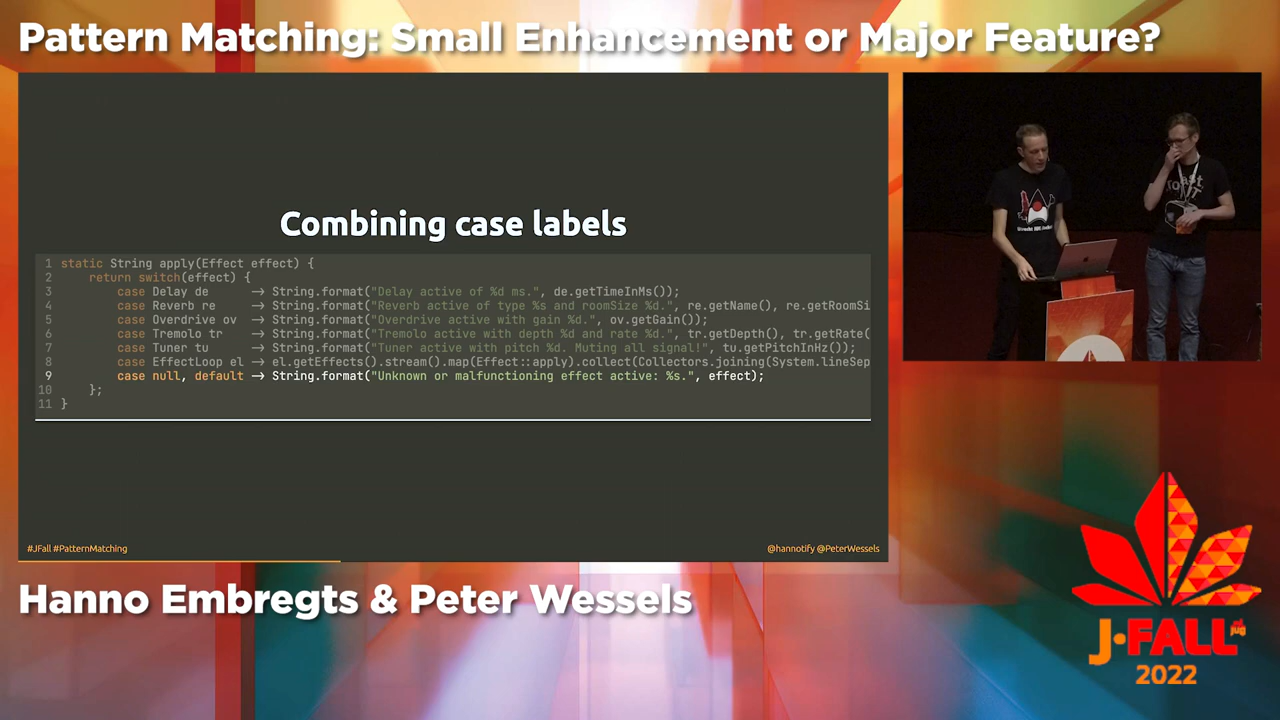 Pattern Matching: Small Enhancement or Major Feature?
Combining case labels
1 static String apply(Effect effect) {
2 return switch(effect) {
3 case Delay de -> String.format("Delay active of %d ms.", de.getTimeInMs());
4 case Reverb re -> String.format("Reverb active of type %s and roomSize %d.", re.getName(), re.getRoomSi
5 case Overdrive ov -> String.format("Overdrive active with gain %d.", ov.getGain());
6 case Tremolo tr -> String.format("Tremolo active with depth %d and rate %d.", tr.getDepth(), tr.getRate(
7 case Tuner tu -> String.format("Tuner active with pitch %d. Muting all signal!", tu.getPitchInHz());
8 case EffectLoop el -> el.getEffects().stream().map(Effect::apply).collect(Collectors.joining(System.lineSep
9 case null, default -> String.format("Unknown or malfunctioning effect active: %s.", effect);
10 };
11 }
#JFall #PatternMatching
@hannotify @PeterWessels
Hanno Embregts & Peter Wessels
J-FALL
nl
jug
2022